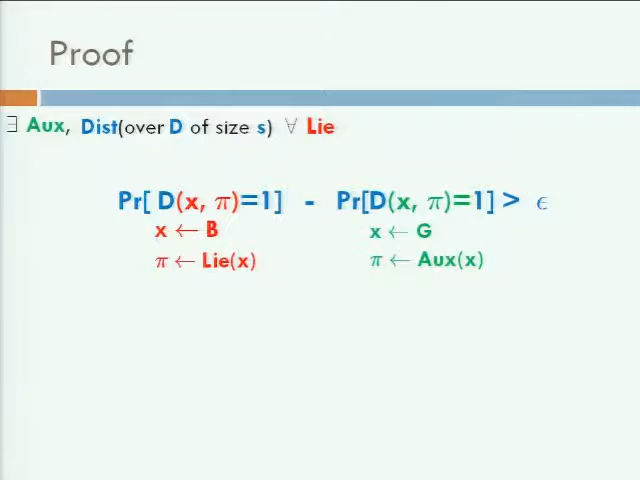 Proof
∃ Aux, Dist(over D of size s) ∀ Lie
Pr[ D(x, π)=1] - Pr[D(x, π)=1] > ϵ
x ← B x ← G
π ← Lie(x) π ← Aux(x)